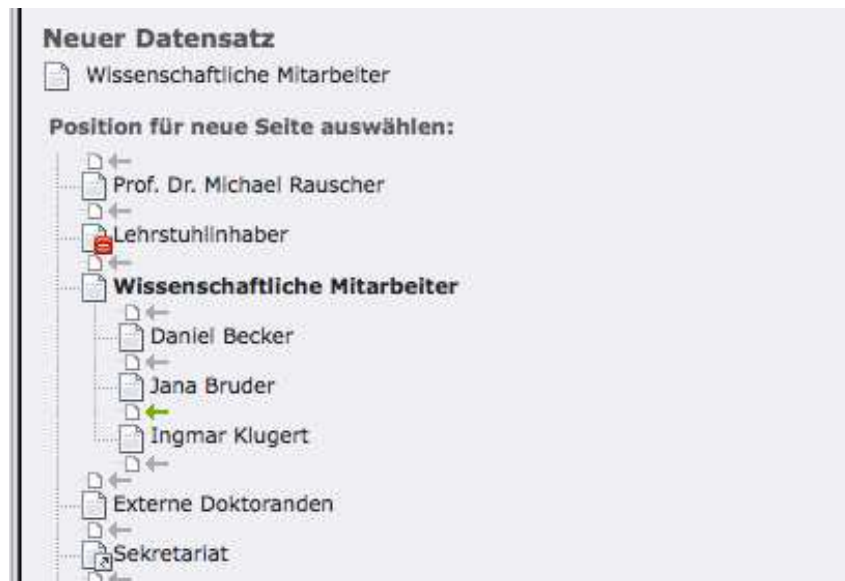 Neuer Datensatz
Wissenschaftliche Mitarbeiter
Position für neue Seite auswählen:
Prof. Dr. Michael Rauscher
Lehrstuhlinhaber
Wissenschaftliche Mitarbeiter
Daniel Becker
Jana Bruder
Ingmar Klugert
Externe Doktoranden
Sekretariat